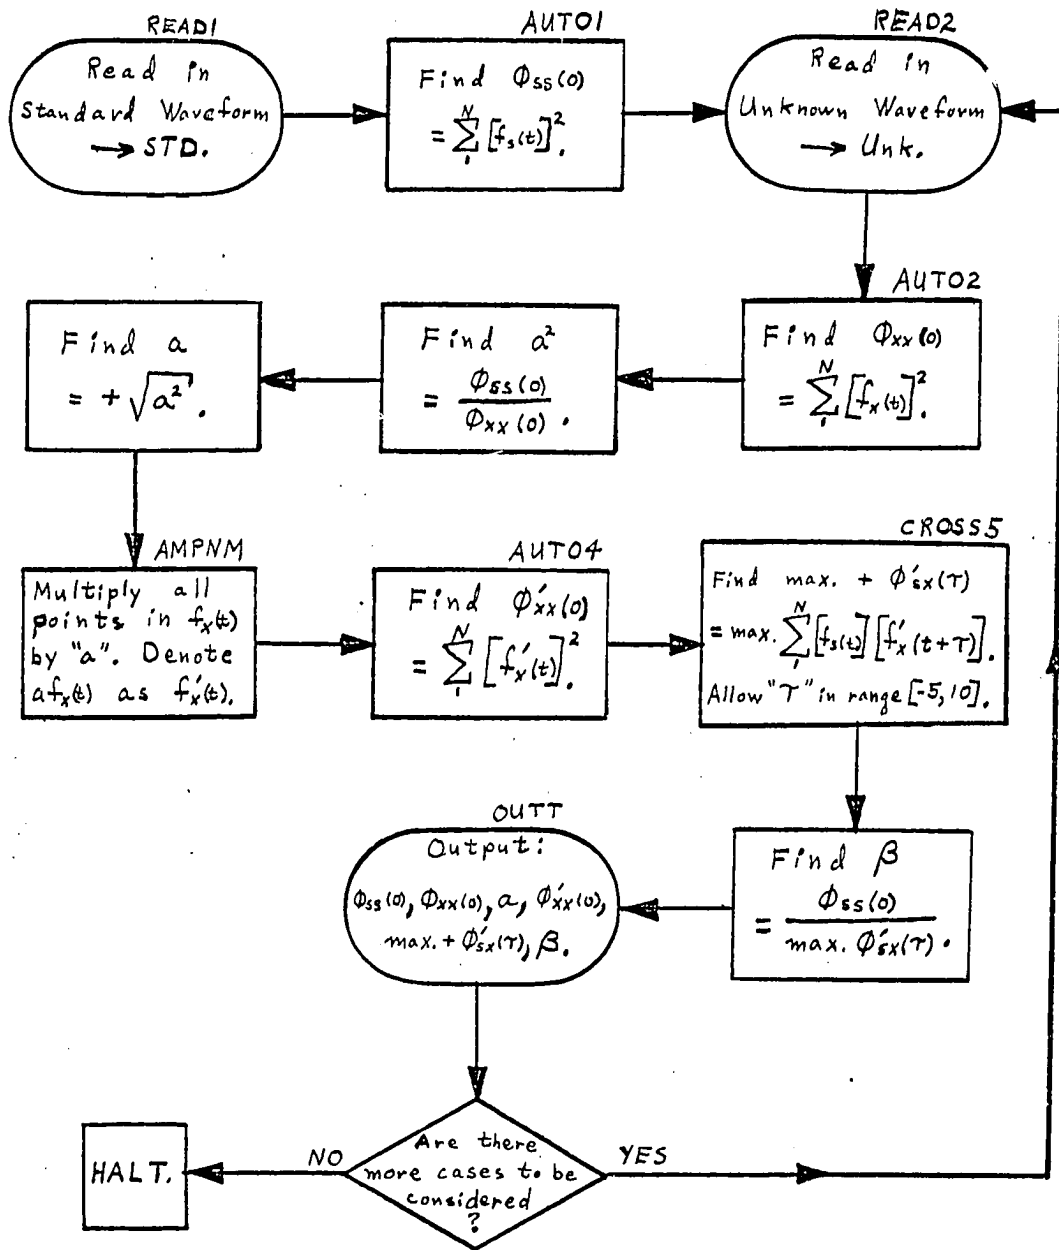 READ1
Read in
Standard Waveform
→ STD.
AUTO1
Find Φss(0)
= ∑₁ᴺ [fs(t)]².
READ2
Read in
Unknown Waveform
→ Unk.
AUTO2
Find Φxx(0)
= ∑₁ᴺ [fx(t)]².
Find a²
= Φss(0) / Φxx(0) .
Find a
= + √a² .
AMPNM
Multiply all
points in fx(t)
by "a". Denote
afx(t) as f'x(t).
AUTO4
Find Φ'xx(0)
= ∑₁ᴺ [f'x(t)]².
CROSS5
Find max. + Φ'sx(τ)
= max. ∑₁ᴺ [fs(t)] [f'x(t+τ)].
Allow "τ" in range [-5, 10].
Find β
= Φss(0) / max. Φ'sx(τ) .
OUTT
Output:
Φss(0), Φxx(0), a, Φ'xx(0),
max. + Φ'sx(τ), β.
Are there
more cases to be
considered
?
NO
YES
HALT.